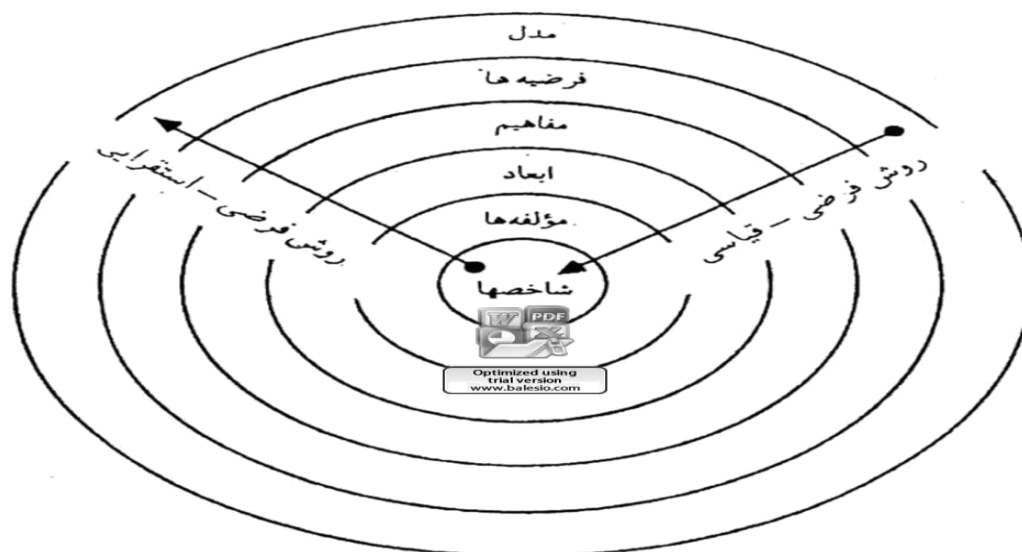 مدل
فرضیه ها
مفاهیم
ابعاد
مؤلفه‌ها
شاخصها
روش فرضی - قیاسی
روش فرضی - استقرایی
W
PDF
X
Optimized using
trial version
www.balesio.com